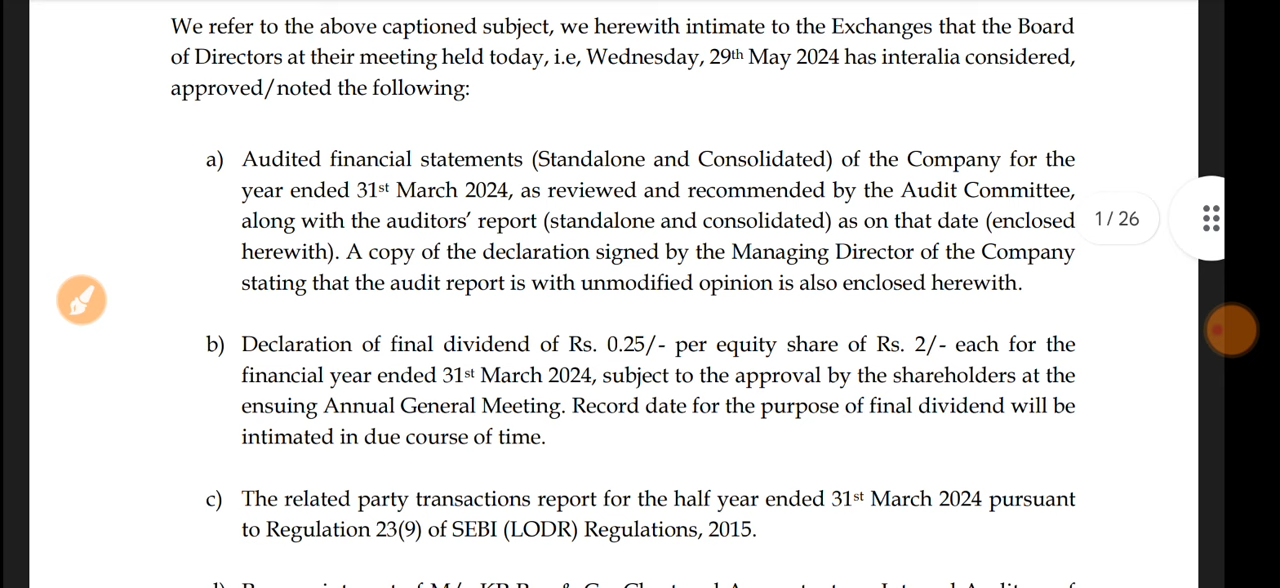 We refer to the above captioned subject, we herewith intimate to the Exchanges that the Board
of Directors at their meeting held today, i.e, Wednesday, 29th May 2024 has interalia considered,
approved/noted the following:
a) Audited financial statements (Standalone and Consolidated) of the Company for the
year ended 31st March 2024, as reviewed and recommended by the Audit Committee,
along with the auditors' report (standalone and consolidated) as on that date (enclosed
herewith). A copy of the declaration signed by the Managing Director of the Company
stating that the audit report is with unmodified opinion is also enclosed herewith.
1 / 26
b) Declaration of final dividend of Rs. 0.25/- per equity share of Rs. 2/- each for the
financial year ended 31st March 2024, subject to the approval by the shareholders at the
ensuing Annual General Meeting. Record date for the purpose of final dividend will be
intimated in due course of time.
c) The related party transactions report for the half year ended 31st March 2024 pursuant
to Regulation 23(9) of SEBI (LODR) Regulations, 2015.